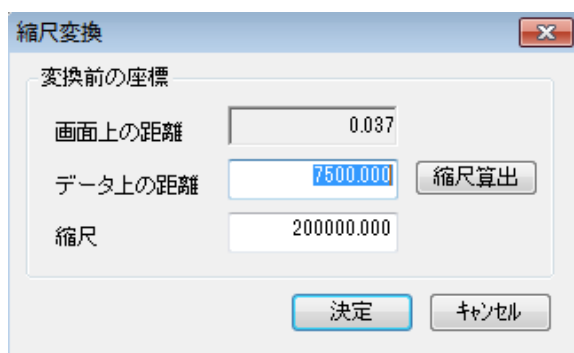 縮尺変換
変換前の座標
画面上の距離 0.037
データ上の距離 7500.000 縮尺算出
縮尺 200000.000
決定 ｷｬﾝｾﾙ